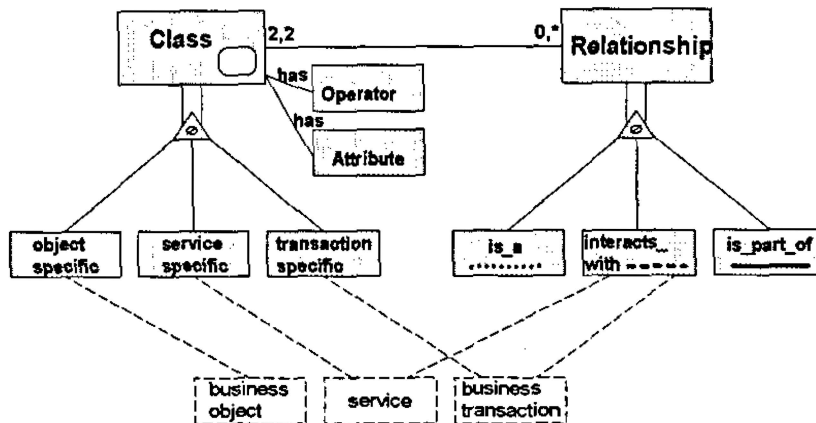 Class
2,2
0,*
Relationship
has
Operator
has
Attribute
object
specific
service
specific
transaction
specific
is_a
interacts_
with
is_part_of
business
object
service
business
transaction